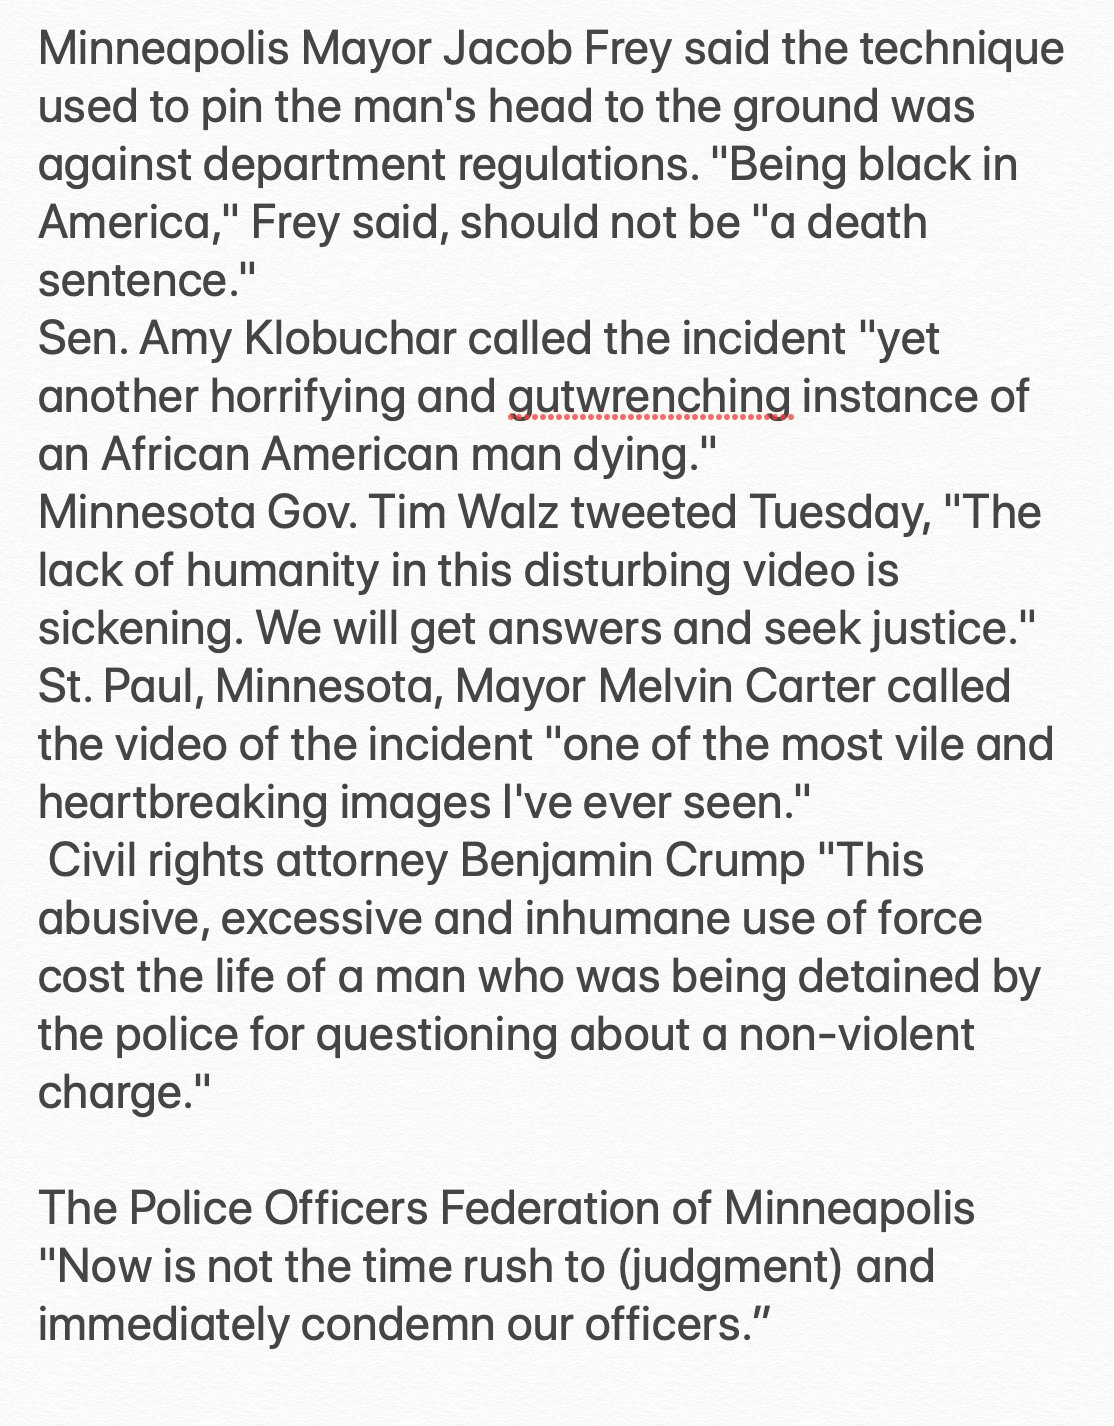 Minneapolis Mayor Jacob Frey said the technique
used to pin the man's head to the ground was
against department regulations. "Being black in
America," Frey said, should not be "a death
sentence."
Sen. Amy Klobuchar called the incident "yet
another horrifying and gutwrenching instance of
an African American man dying."
Minnesota Gov. Tim Walz tweeted Tuesday, "The
lack of humanity in this disturbing video is
sickening. We will get answers and seek justice."
St. Paul, Minnesota, Mayor Melvin Carter called
the video of the incident "one of the most vile and
heartbreaking images I've ever seen."
Civil rights attorney Benjamin Crump "This
abusive, excessive and inhumane use of force
cost the life of a man who was being detained by
the police for questioning about a non-violent
charge."

The Police Officers Federation of Minneapolis
"Now is not the time rush to (judgment) and
immediately condemn our officers.”